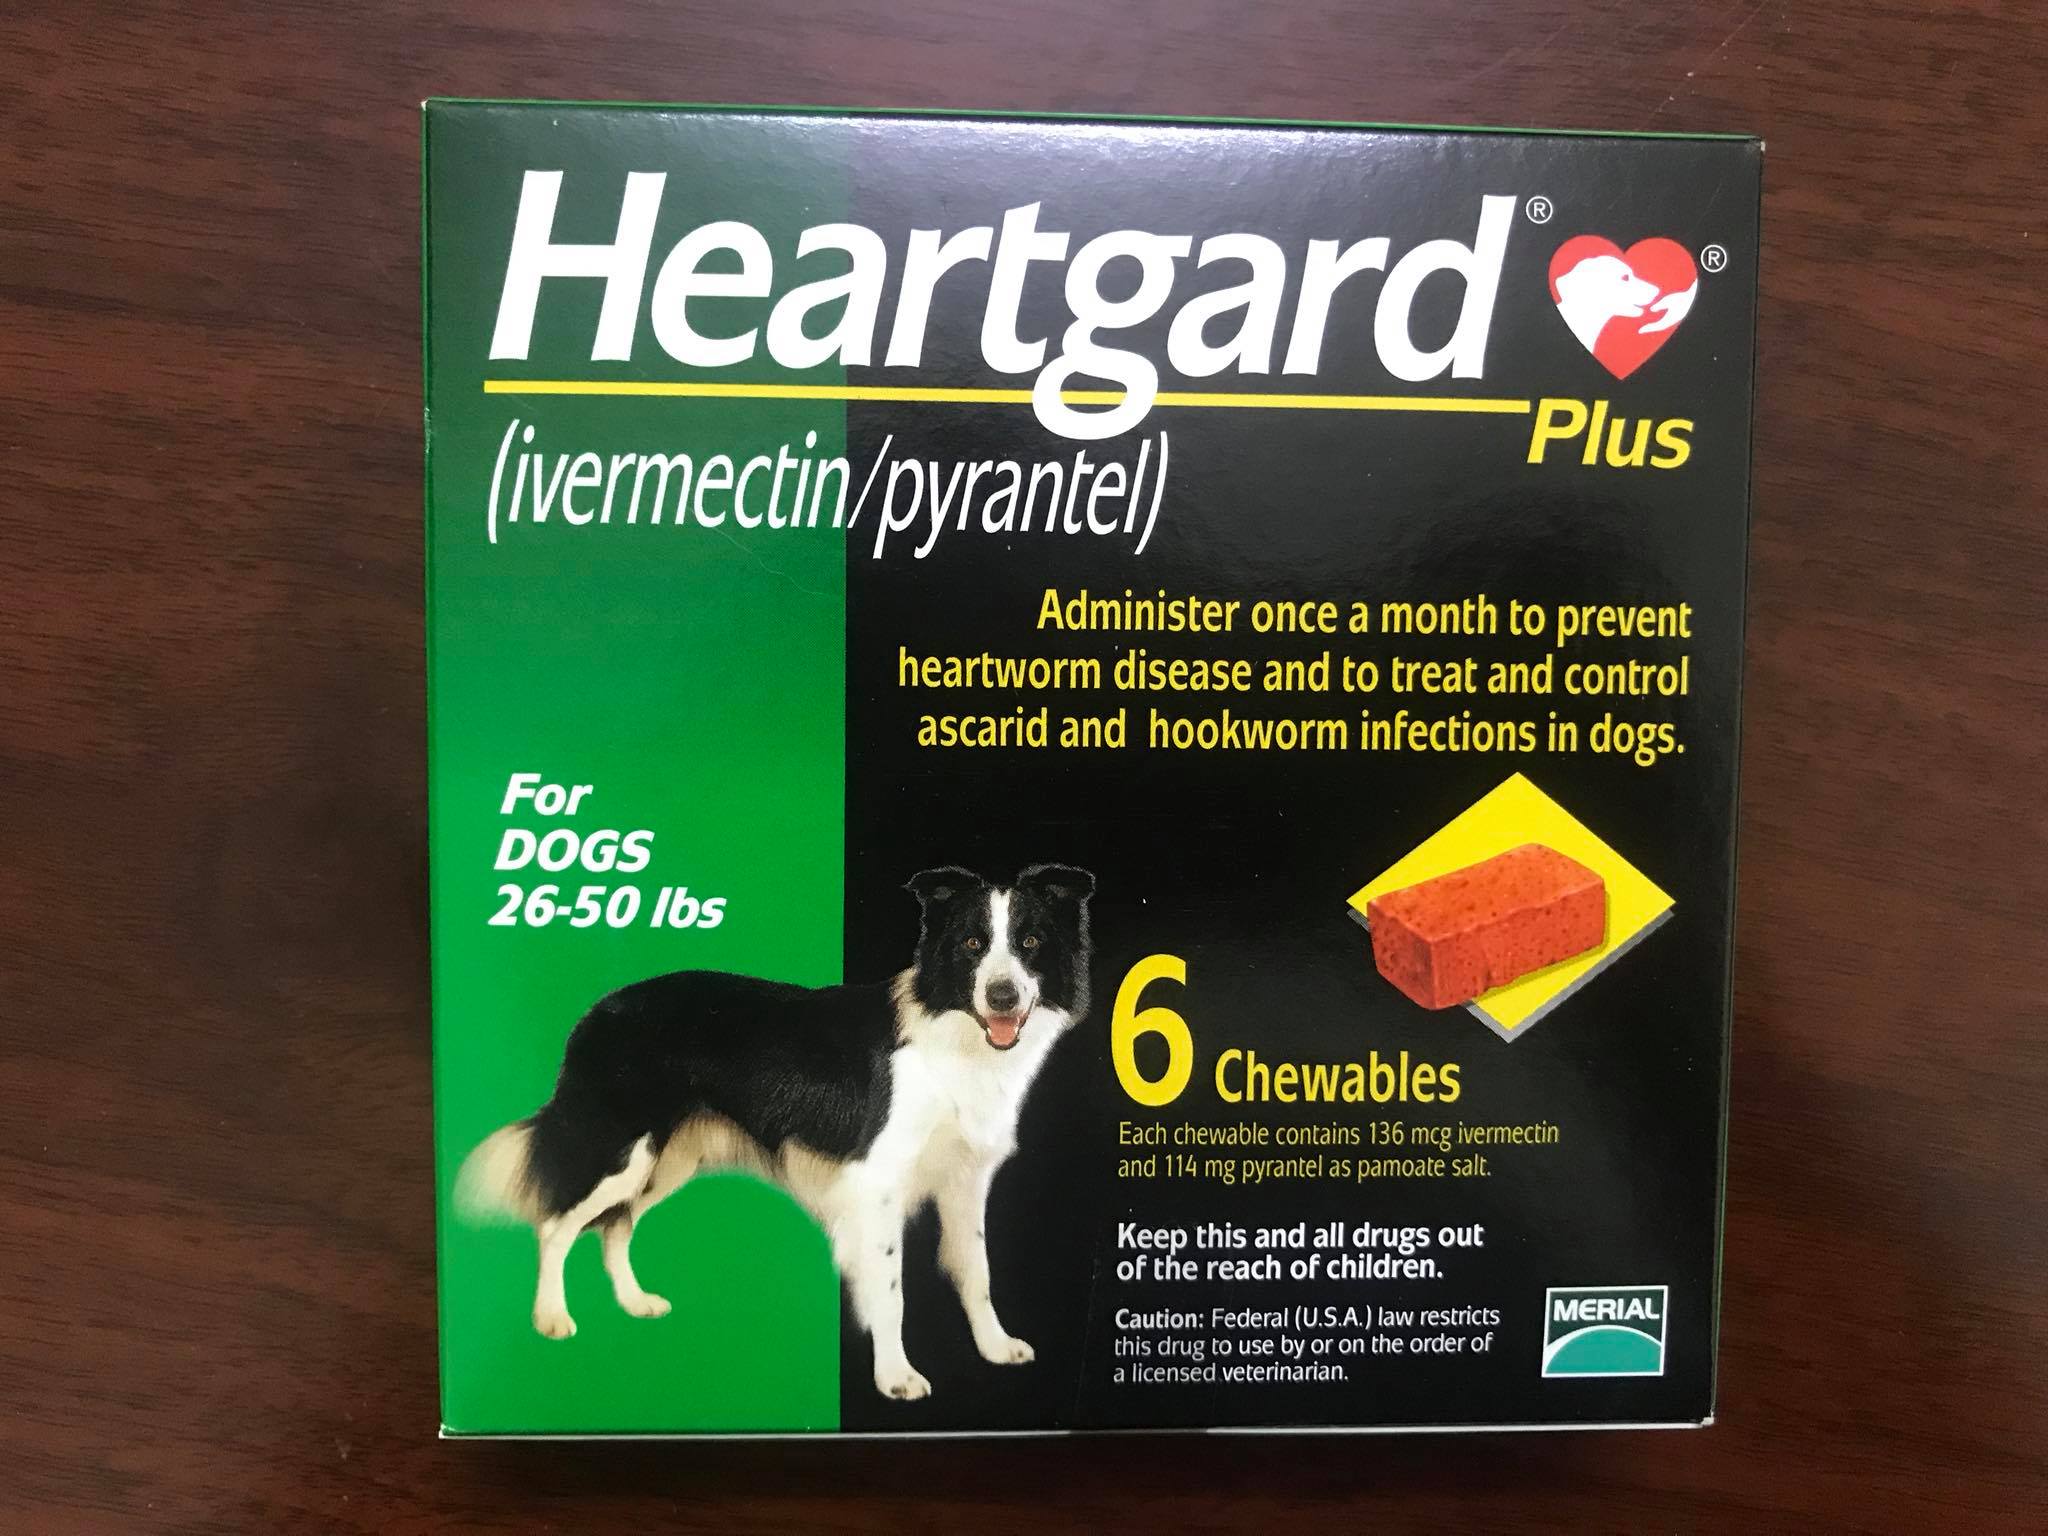 Heartgard®
®
Plus
(ivermectin/pyrantel)
Administer once a month to prevent
heartworm disease and to treat and control
ascarid and hookworm infections in dogs.
For
DOGS
26-50 lbs
6 Chewables
Each chewable contains 136 mcg ivermectin
and 114 mg pyrantel as pamoate salt.
Keep this and all drugs out
of the reach of children.
Caution: Federal (U.S.A.) law restricts
this drug to use by or on the order of
a licensed veterinarian.
MERIAL